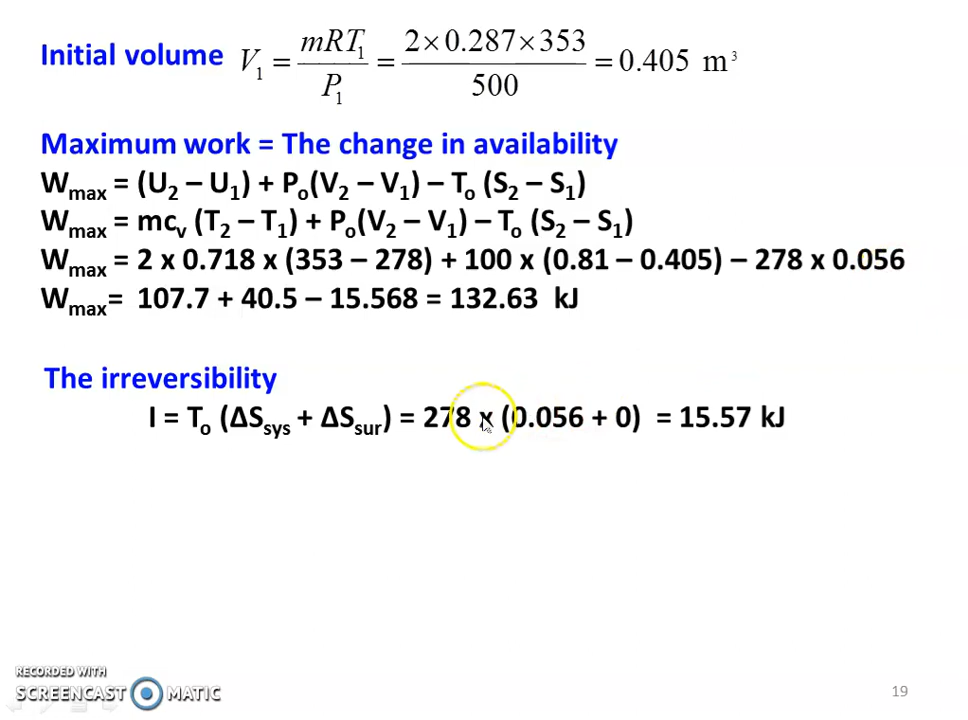 Initial volume V₁ = mRT₁/P₁ = 2×0.287×353/500 = 0.405 m³
Maximum work = The change in availability
Wmax = (U₂ – U₁) + Pₒ(V₂ – V₁) – Tₒ (S₂ – S₁)
Wmax = mcᵥ (T₂ – T₁) + Pₒ(V₂ – V₁) – Tₒ (S₂ – S₁)
Wmax = 2 x 0.718 x (353 – 278) + 100 x (0.81 – 0.405) – 278 x 0.056
Wmax= 107.7 + 40.5 – 15.568 = 132.63 kJ
The irreversibility
I = Tₒ (ΔSsys + ΔSsur) = 278 x (0.056 + 0) = 15.57 kJ
RECORDED WITH
SCREENCAST MATIC
19